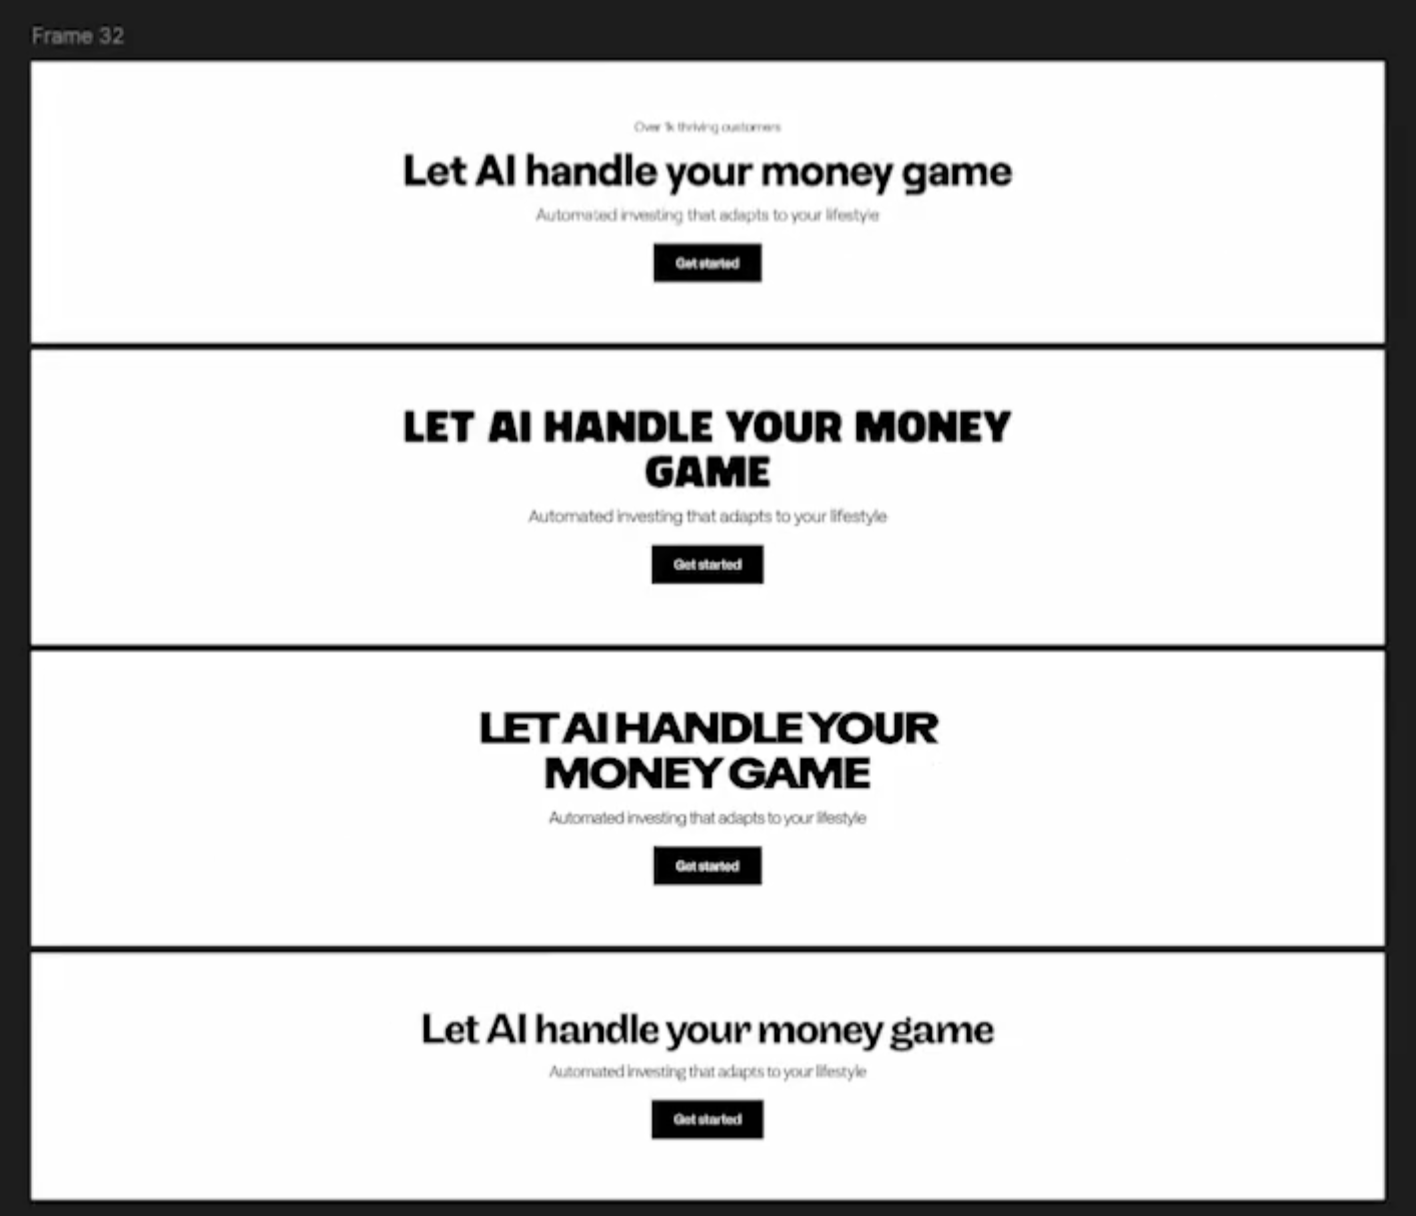 Frame 32
Over 1k thriving customers
Let AI handle your money game
Automated investing that adapts to your lifestyle
Get started
LET AI HANDLE YOUR MONEY
GAME
Automated investing that adapts to your lifestyle
Get started
LET AI HANDLE YOUR
MONEY GAME
Automated investing that adapts to your lifestyle
Get started
Let AI handle your money game
Automated investing that adapts to your lifestyle
Get started